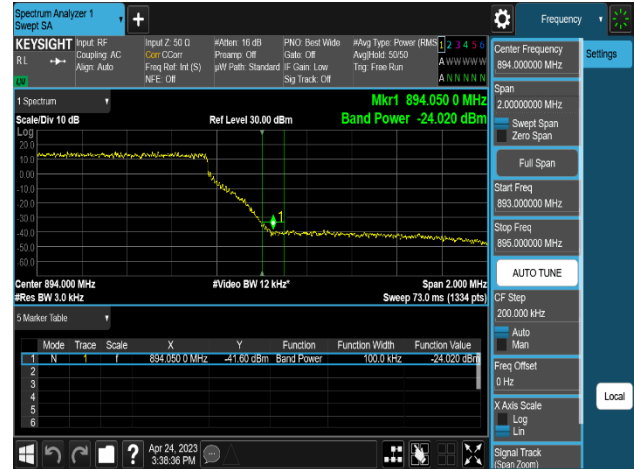 Spectrum Analyzer 1
Swept SA
Frequency
KEYSIGHT
RL
Input: RF
Coupling: AC
Align: Auto
Input Z: 50 Ω
Corr CCorr
Freq Ref: Int (S)
NFE: Off
#Atten: 16 dB
Preamp: Off
µW Path: Standard
PNO: Best Wide
Gate: Off
IF Gain: Low
Sig Track: Off
#Avg Type: Power (RMS
Avg|Hold: 50/50
Trig: Free Run
1 2 3 4 5 6
A W W W W W
A N N N N N
Center Frequency
894.000000 MHz
Settings
Span
2.00000000 MHz
Swept Span
Zero Span
Full Span
Start Freq
893.000000 MHz
Stop Freq
895.000000 MHz
AUTO TUNE
CF Step
200.000 kHz
Auto
Man
Freq Offset
0 Hz
X Axis Scale
Log
Lin
Signal Track
(Span Zoom)
Local
1 Spectrum
Scale/Div 10 dB
Ref Level 30.00 dBm
Mkr1 894.050 0 MHz
Band Power -24.020 dBm
Log
20.0
10.0
0.00
-10.0
-20.0
-30.0
-40.0
-50.0
-60.0
1
Center 894.000 MHz
#Res BW 3.0 kHz
#Video BW 12 kHz*
Span 2.000 MHz
Sweep 73.0 ms (1334 pts)
5 Marker Table
Mode Trace Scale X Y Function Function Width Function Value
1 N 1 f 894.050 0 MHz -41.60 dBm Band Power 100.0 kHz -24.020 dBm
2
3
4
5
6
Apr 24, 2023
3:38:36 PM